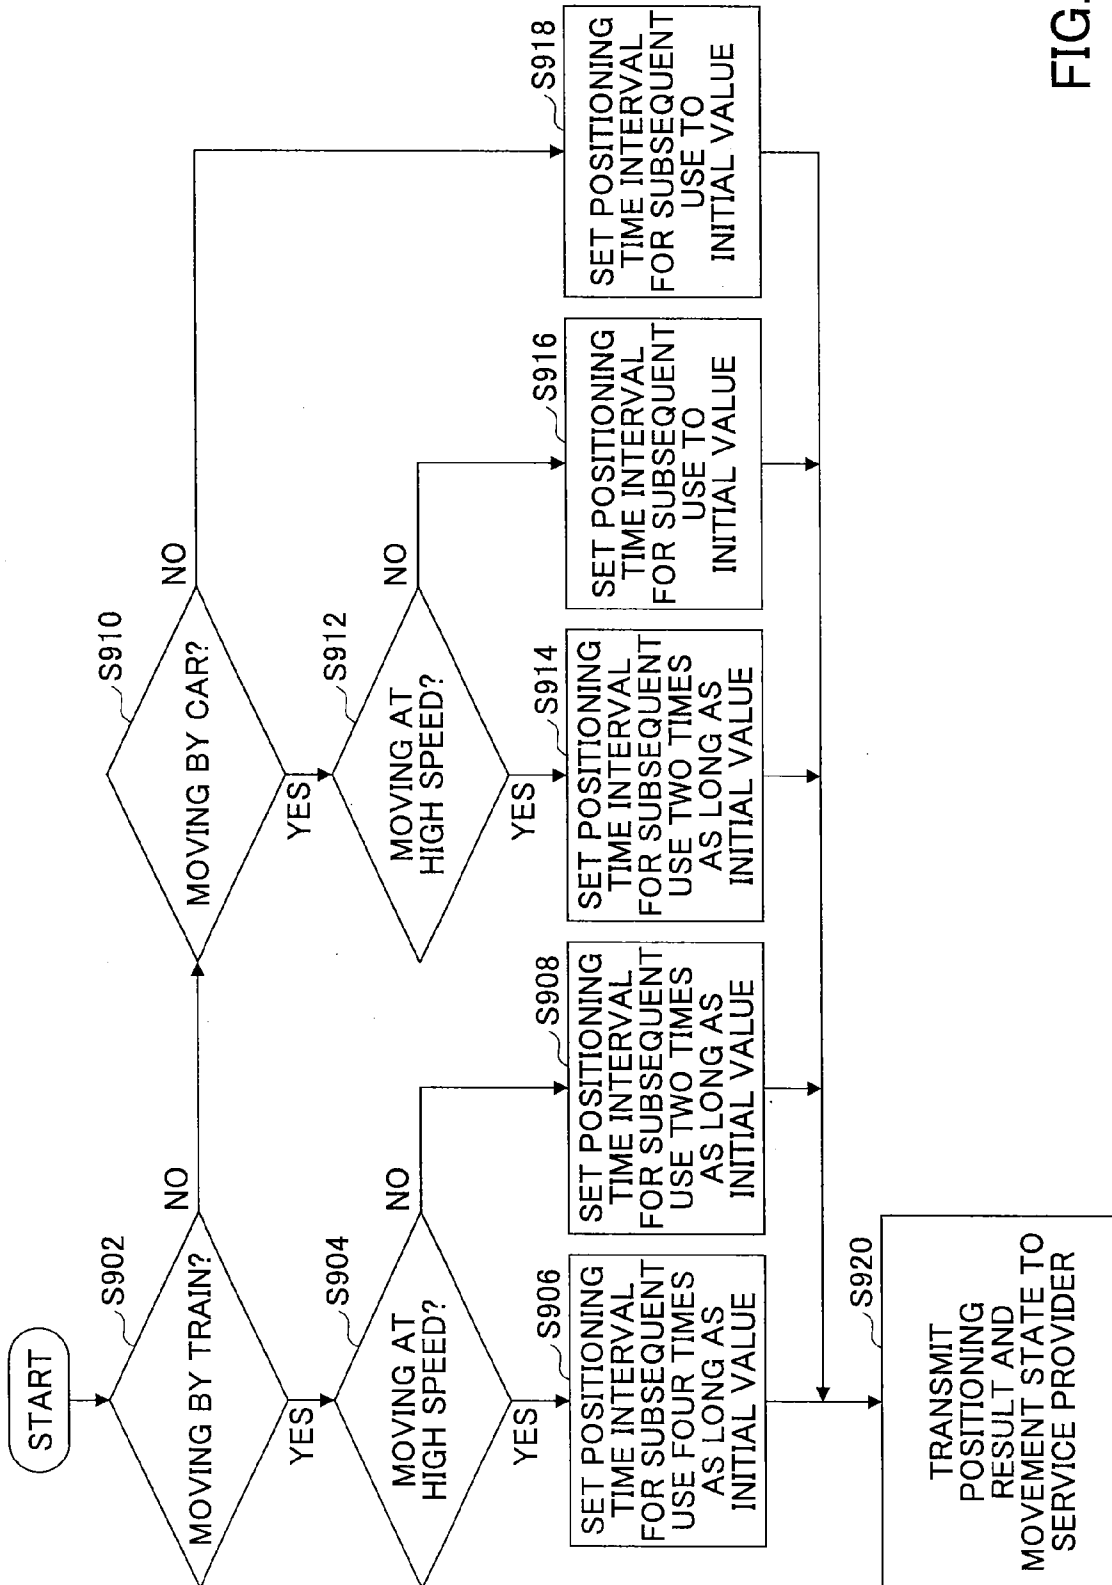 START
S902
MOVING BY TRAIN?
NO
YES
S904
MOVING AT
HIGH SPEED?
NO
YES
S906
SET POSITIONING
TIME INTERVAL
FOR SUBSEQUENT
USE FOUR TIMES
AS LONG AS
INITIAL VALUE
S908
SET POSITIONING
TIME INTERVAL
FOR SUBSEQUENT
USE TWO TIMES
AS LONG AS
INITIAL VALUE
S910
MOVING BY CAR?
NO
YES
S912
MOVING AT
HIGH SPEED?
NO
YES
S914
SET POSITIONING
TIME INTERVAL
FOR SUBSEQUENT
USE TWO TIMES
AS LONG AS
INITIAL VALUE
S916
SET POSITIONING
TIME INTERVAL
FOR SUBSEQUENT
USE TO
INITIAL VALUE
S918
SET POSITIONING
TIME INTERVAL
FOR SUBSEQUENT
USE TO
INITIAL VALUE
S920
TRANSMIT
POSITIONING
RESULT AND
MOVEMENT STATE TO
SERVICE PROVIDER
FIG.